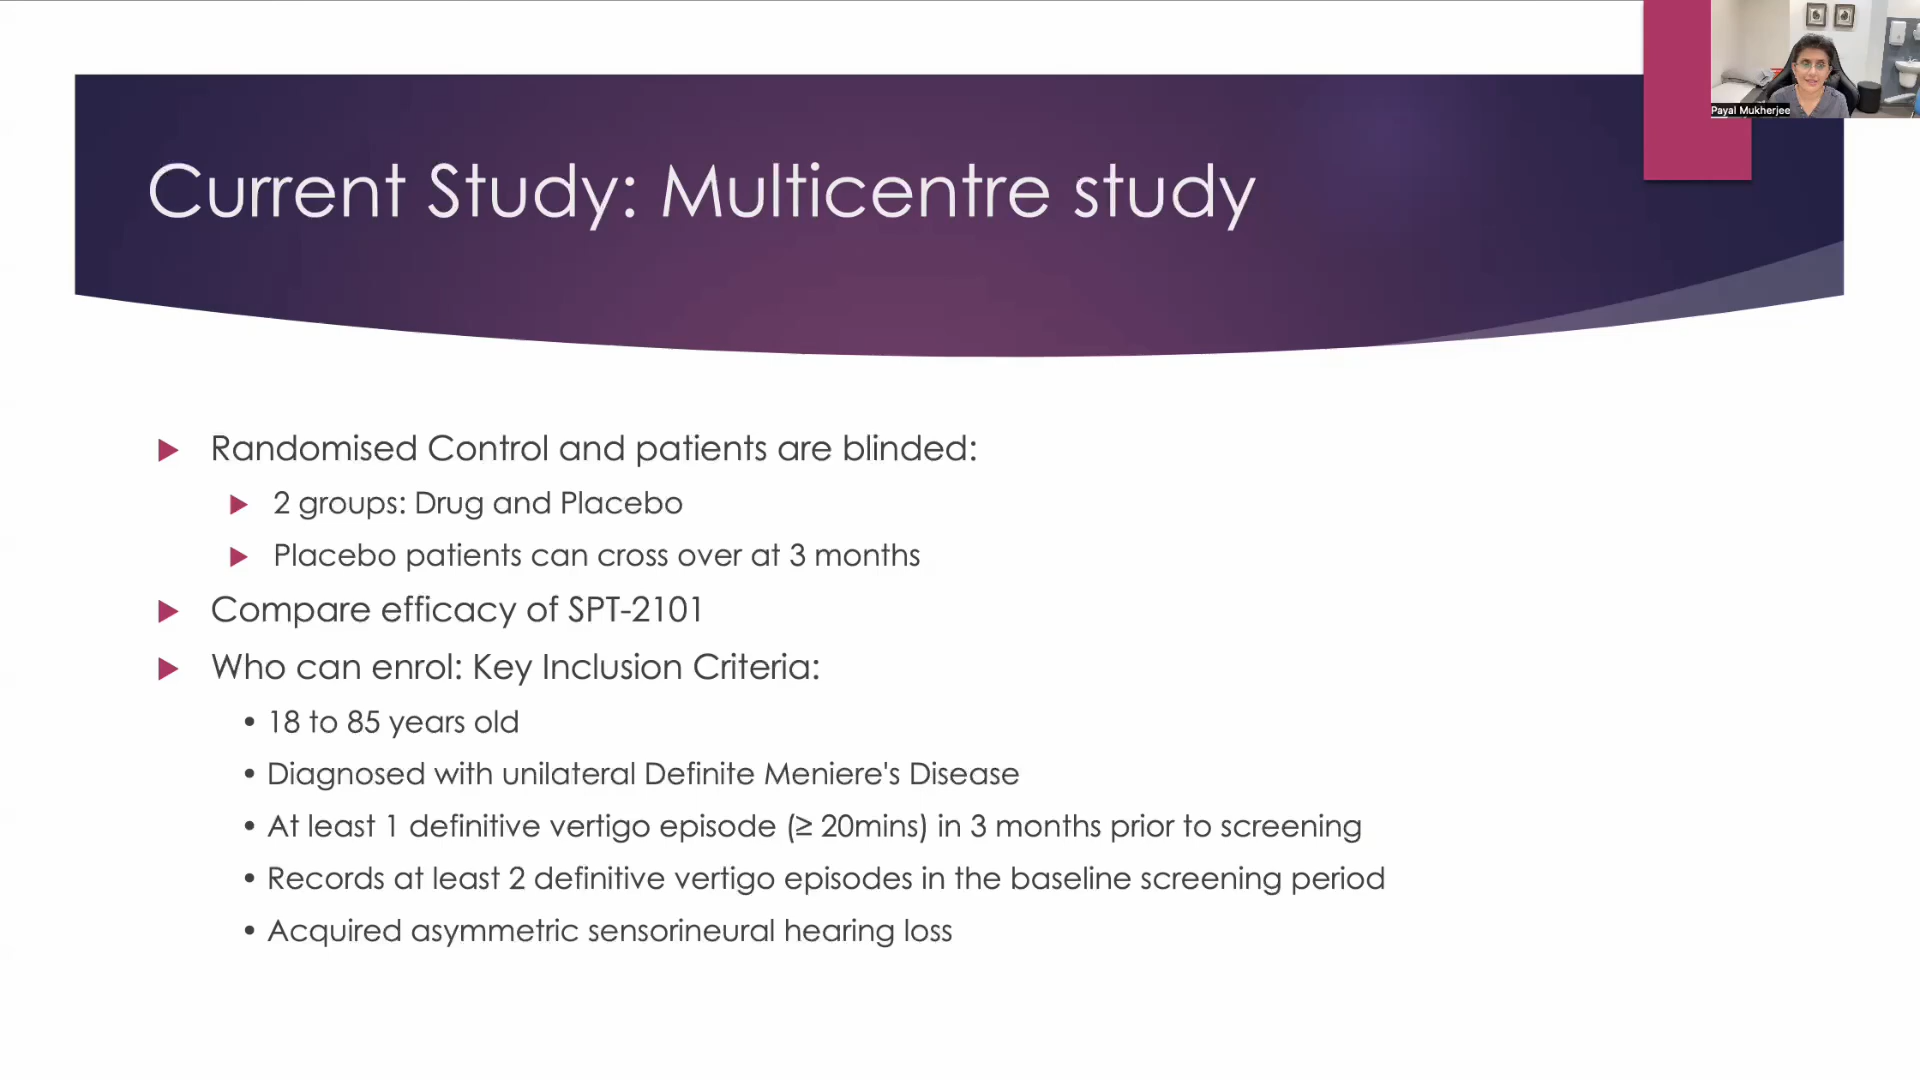 Payal Mukherjee
Current Study: Multicentre study
Randomised Control and patients are blinded:
2 groups: Drug and Placebo
Placebo patients can cross over at 3 months
Compare efficacy of SPT-2101
Who can enrol: Key Inclusion Criteria:
• 18 to 85 years old
• Diagnosed with unilateral Definite Meniere's Disease
• At least 1 definitive vertigo episode (≥ 20mins) in 3 months prior to screening
• Records at least 2 definitive vertigo episodes in the baseline screening period
• Acquired asymmetric sensorineural hearing loss